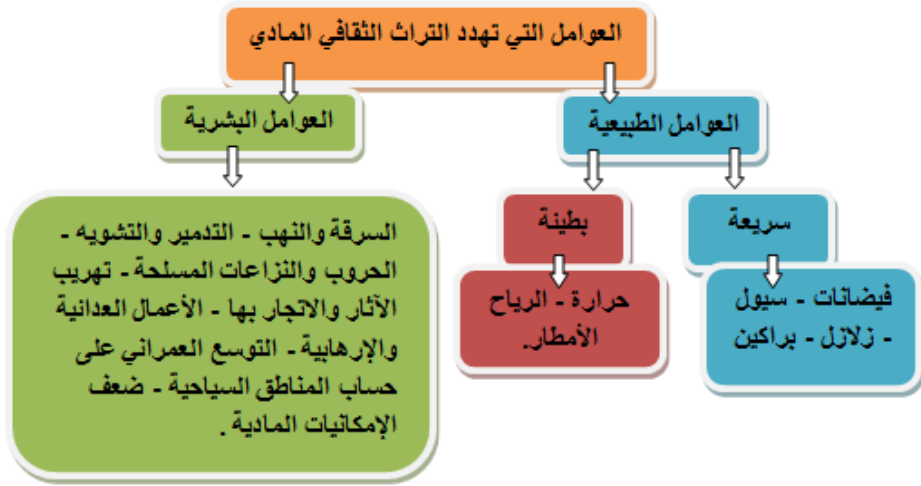 العوامل التي تهدد التراث الثقافي المادي
العوامل الطبيعية
العوامل البشرية
سريعة
بطيئة
فيضانات - سيول
- زلازل - براكين
حرارة - الرياح
الأمطار.
السرقة والنهب - التدمير والتشويه -
الحروب والنزاعات المسلحة - تهريب
الآثار والاتجار بها - الأعمال العدائية
والإرهابية - التوسع العمراني على
حساب المناطق السياحية - ضعف
الإمكانيات المادية .